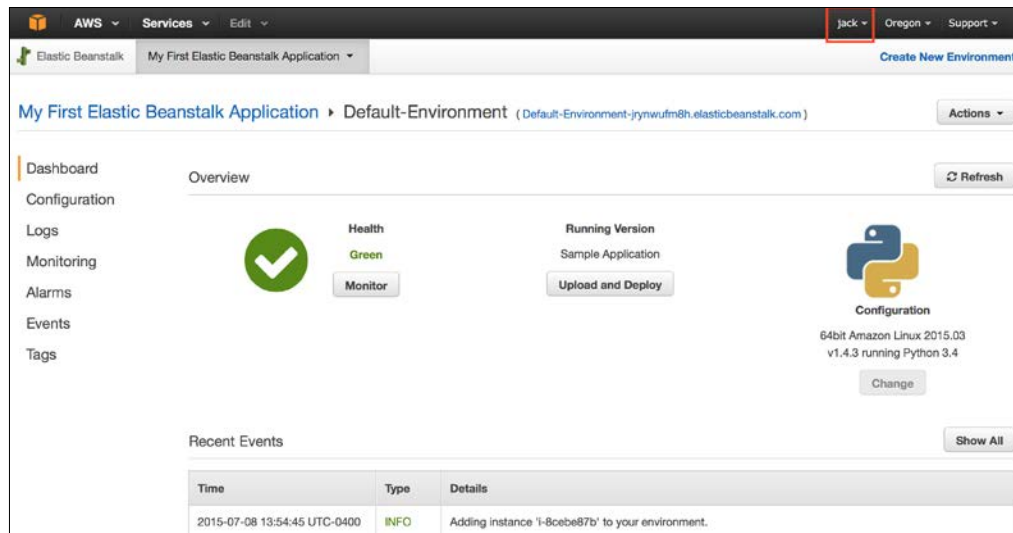 AWS Services Edit jack Oregon Support
Elastic Beanstalk My First Elastic Beanstalk Application Create New Environment
My First Elastic Beanstalk Application Default-Environment ( Default-Environment-jrynwufm8h.elasticbeanstalk.com ) Actions
Dashboard
Configuration
Logs
Monitoring
Alarms
Events
Tags
Overview Refresh
Health
Green
Monitor
Running Version
Sample Application
Upload and Deploy
Configuration
64bit Amazon Linux 2015.03
v1.4.3 running Python 3.4
Change
Recent Events Show All
Time Type Details
2015-07-08 13:54:45 UTC-0400 INFO Adding instance 'i-8cebe87b' to your environment.